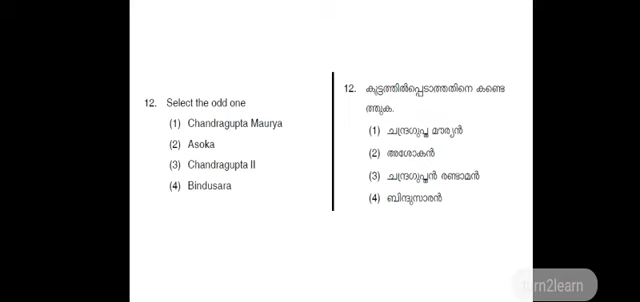 12. Select the odd one
(1) Chandragupta Maurya
(2) Asoka
(3) Chandragupta II
(4) Bindusara
12. കൂട്ടത്തിൽപ്പെടാത്തതിനെ കണ്ടെ
ത്തുക.
(1) ചന്ദ്രഗുപ്ത മൗര്യൻ
(2) അശോകൻ
(3) ചന്ദ്രഗുപ്തൻ രണ്ടാമൻ
(4) ബിന്ദുസാരൻ
turn2learn